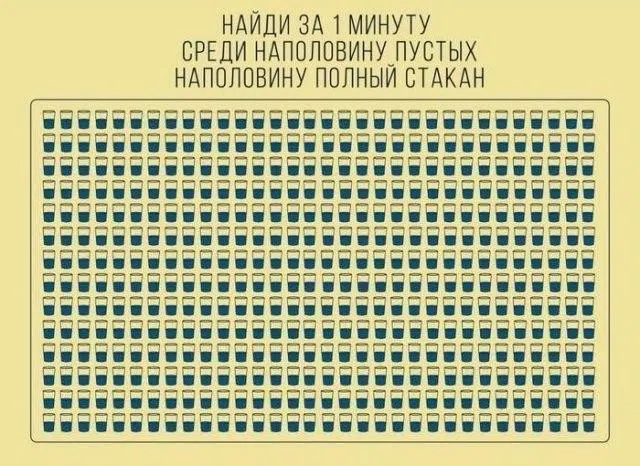 НАЙДИ ЗА 1 МИНУТУ
СРЕДИ НАПОЛОВИНУ ПУСТЫХ
НАПОЛОВИНУ ПОЛНЫЙ СТАКАН